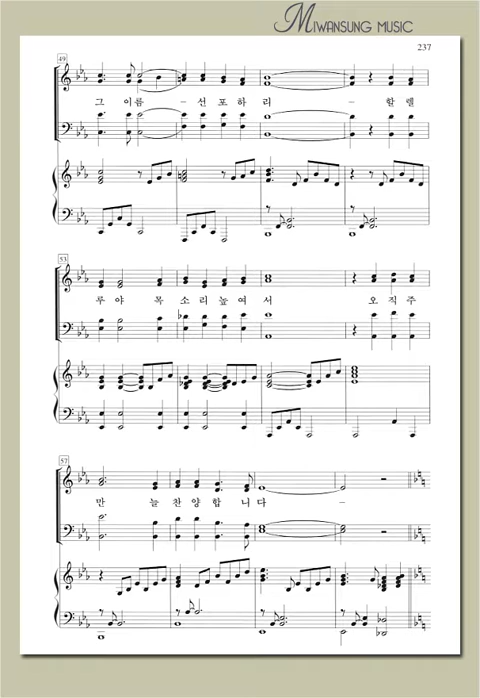 MIWANSUNG MUSIC
237
49
그 이름 - 선포하 리 - 할렐
53
루 야 목 소 리 높 여 서 오 직 주
57
만 늘 찬 양 합 니 다 -